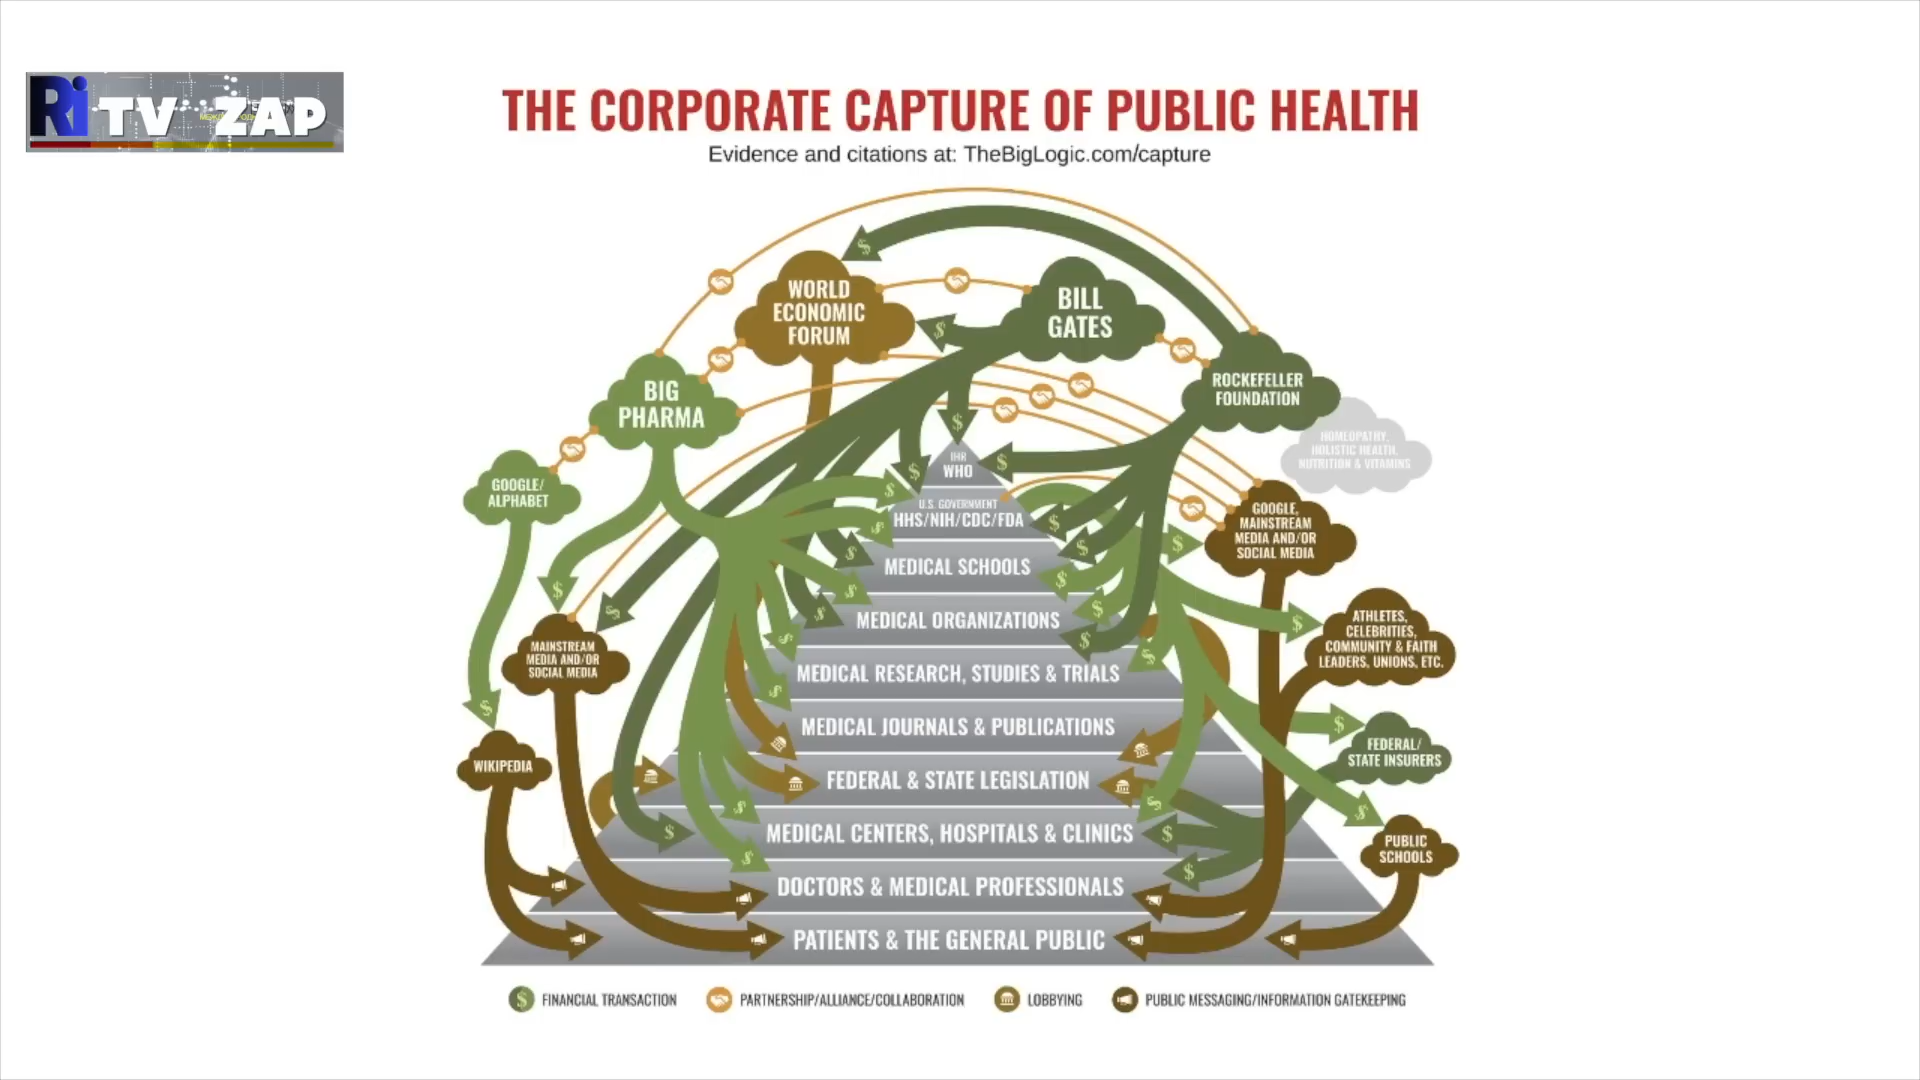 Ri TV ZAP
THE CORPORATE CAPTURE OF PUBLIC HEALTH
Evidence and citations at: TheBigLogic.com/capture
WORLD
ECONOMIC
FORUM
BILL
GATES
BIG
PHARMA
ROCKEFELLER
FOUNDATION
HOMEOPATHY,
HOLISTIC HEALTH,
NUTRITION & VITAMINS
GOOGLE/
ALPHABET
IHR
WHO
U.S. GOVERNMENT
HHS/NIH/CDC/FDA
GOOGLE,
MAINSTREAM
MEDIA AND/OR
SOCIAL MEDIA
MEDICAL SCHOOLS
MEDICAL ORGANIZATIONS
ATHLETES,
CELEBRITIES,
COMMUNITY & FAITH
LEADERS, UNIONS, ETC.
MAINSTREAM
MEDIA AND/OR
SOCIAL MEDIA
MEDICAL RESEARCH, STUDIES & TRIALS
MEDICAL JOURNALS & PUBLICATIONS
FEDERAL/
STATE INSURERS
WIKIPEDIA
FEDERAL & STATE LEGISLATION
MEDICAL CENTERS, HOSPITALS & CLINICS
PUBLIC
SCHOOLS
DOCTORS & MEDICAL PROFESSIONALS
PATIENTS & THE GENERAL PUBLIC
FINANCIAL TRANSACTION
PARTNERSHIP/ALLIANCE/COLLABORATION
LOBBYING
PUBLIC MESSAGING/INFORMATION GATEKEEPING